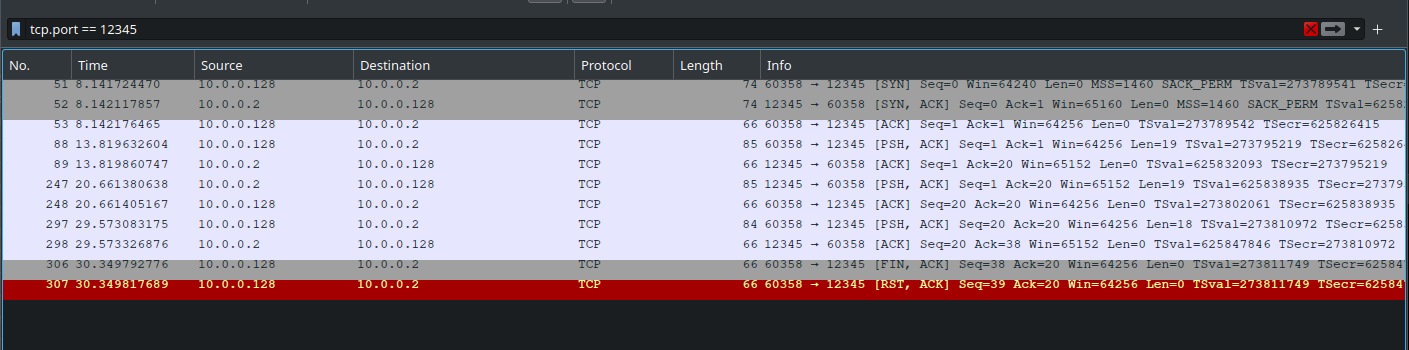 tcp.port == 12345
No. Time Source Destination Protocol Length Info
51 8.141724470 10.0.0.128 10.0.0.2 TCP 74 60358 → 12345 [SYN] Seq=0 Win=64240 Len=0 MSS=1460 SACK_PERM TSval=273789541 TSecr=
52 8.142117857 10.0.0.2 10.0.0.128 TCP 74 12345 → 60358 [SYN, ACK] Seq=0 Ack=1 Win=65160 Len=0 MSS=1460 SACK_PERM TSval=6258
53 8.142176465 10.0.0.128 10.0.0.2 TCP 66 60358 → 12345 [ACK] Seq=1 Ack=1 Win=64256 Len=0 TSval=273789542 TSecr=625826415
88 13.819632604 10.0.0.128 10.0.0.2 TCP 85 60358 → 12345 [PSH, ACK] Seq=1 Ack=1 Win=64256 Len=19 TSval=273795219 TSecr=625826
89 13.819860747 10.0.0.2 10.0.0.128 TCP 66 12345 → 60358 [ACK] Seq=1 Ack=20 Win=65152 Len=0 TSval=625832093 TSecr=273795219
247 20.661380638 10.0.0.2 10.0.0.128 TCP 85 12345 → 60358 [PSH, ACK] Seq=1 Ack=20 Win=65152 Len=19 TSval=625838935 TSecr=27379
248 20.661405167 10.0.0.128 10.0.0.2 TCP 66 60358 → 12345 [ACK] Seq=20 Ack=20 Win=64256 Len=0 TSval=273802061 TSecr=625838935
297 29.573083175 10.0.0.128 10.0.0.2 TCP 84 60358 → 12345 [PSH, ACK] Seq=20 Ack=20 Win=64256 Len=18 TSval=273810972 TSecr=6258
298 29.573326876 10.0.0.2 10.0.0.128 TCP 66 12345 → 60358 [ACK] Seq=20 Ack=38 Win=65152 Len=0 TSval=625847846 TSecr=273810972
306 30.349792776 10.0.0.128 10.0.0.2 TCP 66 60358 → 12345 [FIN, ACK] Seq=38 Ack=20 Win=64256 Len=0 TSval=273811749 TSecr=62584
307 30.349817689 10.0.0.128 10.0.0.2 TCP 66 60358 → 12345 [RST, ACK] Seq=39 Ack=20 Win=64256 Len=0 TSval=273811749 TSecr=62584